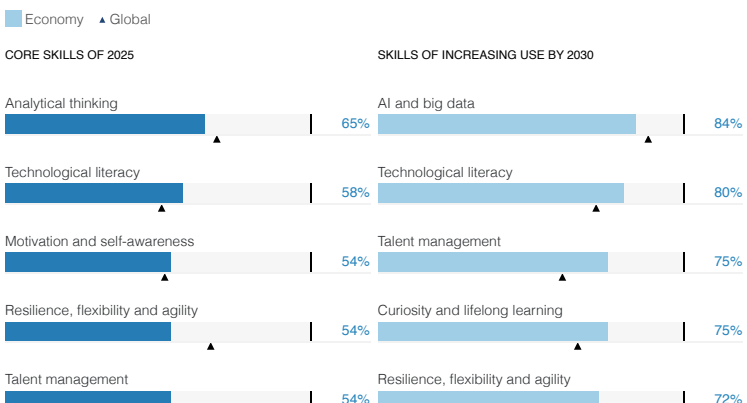 Economy Global
CORE SKILLS OF 2025
Analytical thinking
65%
Technological literacy
58%
Motivation and self-awareness
54%
Resilience, flexibility and agility
54%
Talent management
54%
SKILLS OF INCREASING USE BY 2030
AI and big data
84%
Technological literacy
80%
Talent management
75%
Curiosity and lifelong learning
75%
Resilience, flexibility and agility
72%